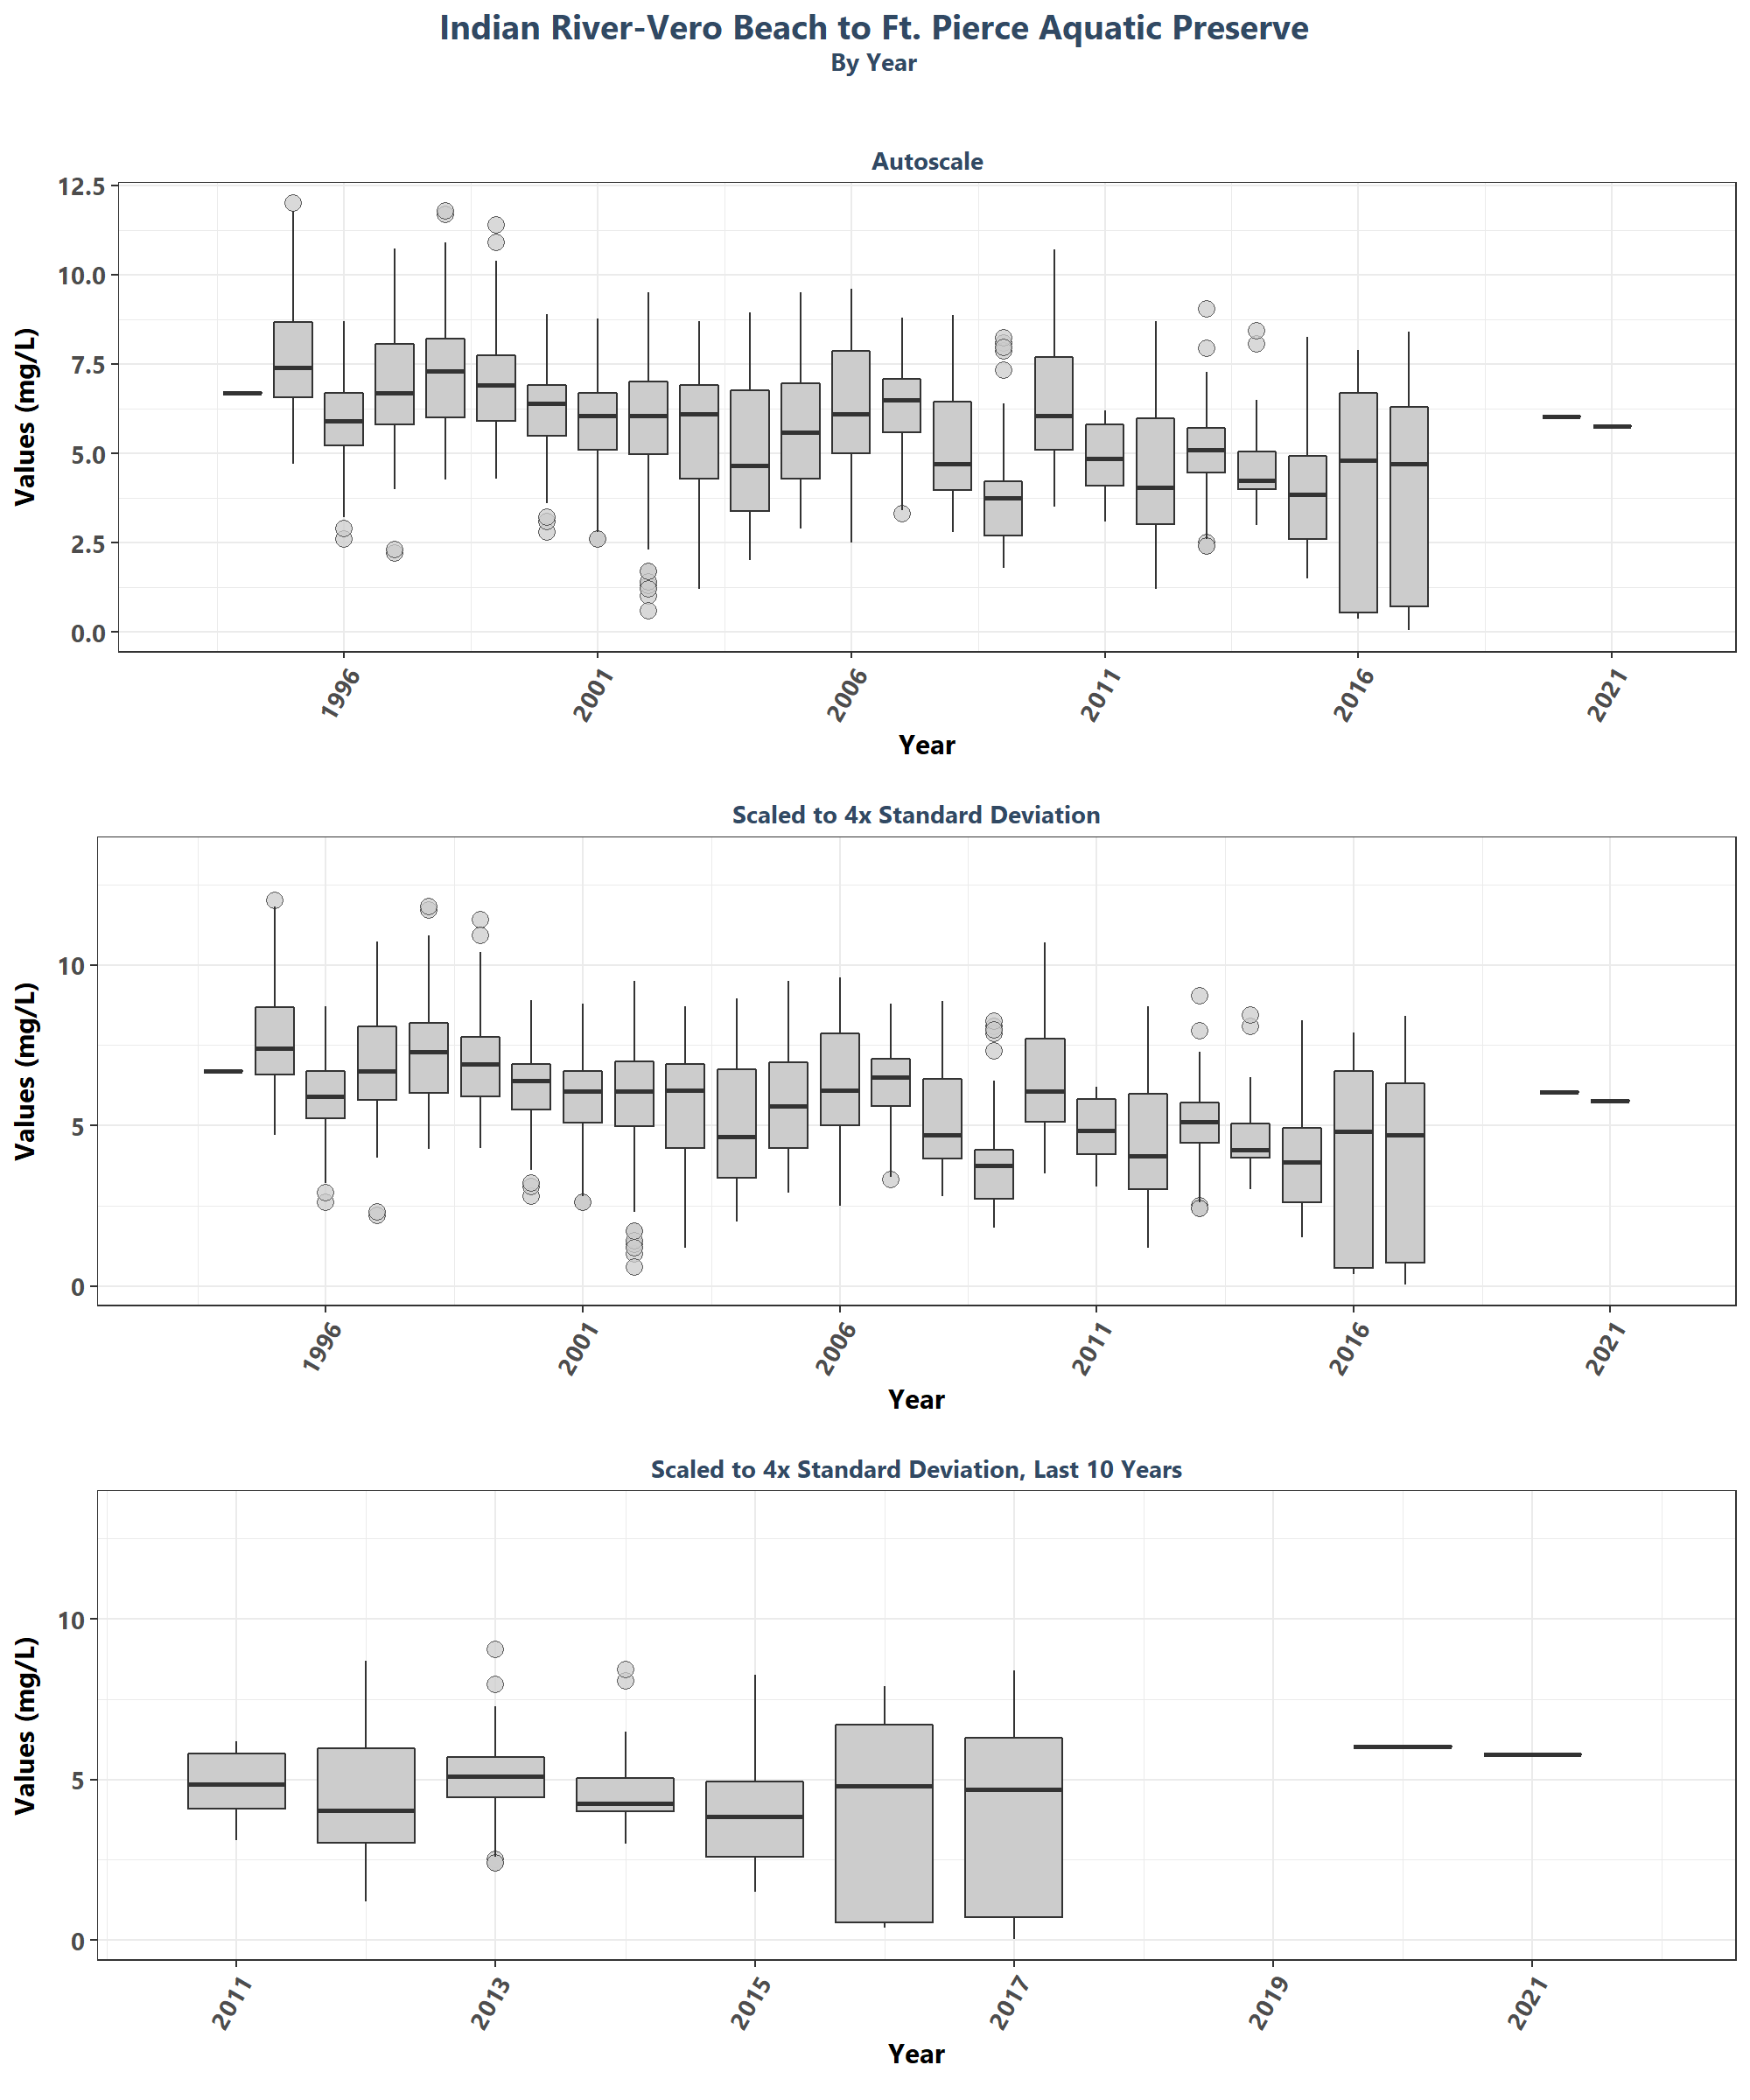 Indian River-Vero Beach to Ft. Pierce Aquatic Preserve
By Year
Autoscale
Values (mg/L)
12.5
10.0
7.5
5.0
2.5
0.0
1996 2001 2006 2011 2016 2021
Year
Scaled to 4x Standard Deviation
Values (mg/L)
10
5
0
1996 2001 2006 2011 2016 2021
Year
Scaled to 4x Standard Deviation, Last 10 Years
Values (mg/L)
10
5
0
2011 2013 2015 2017 2019 2021
Year